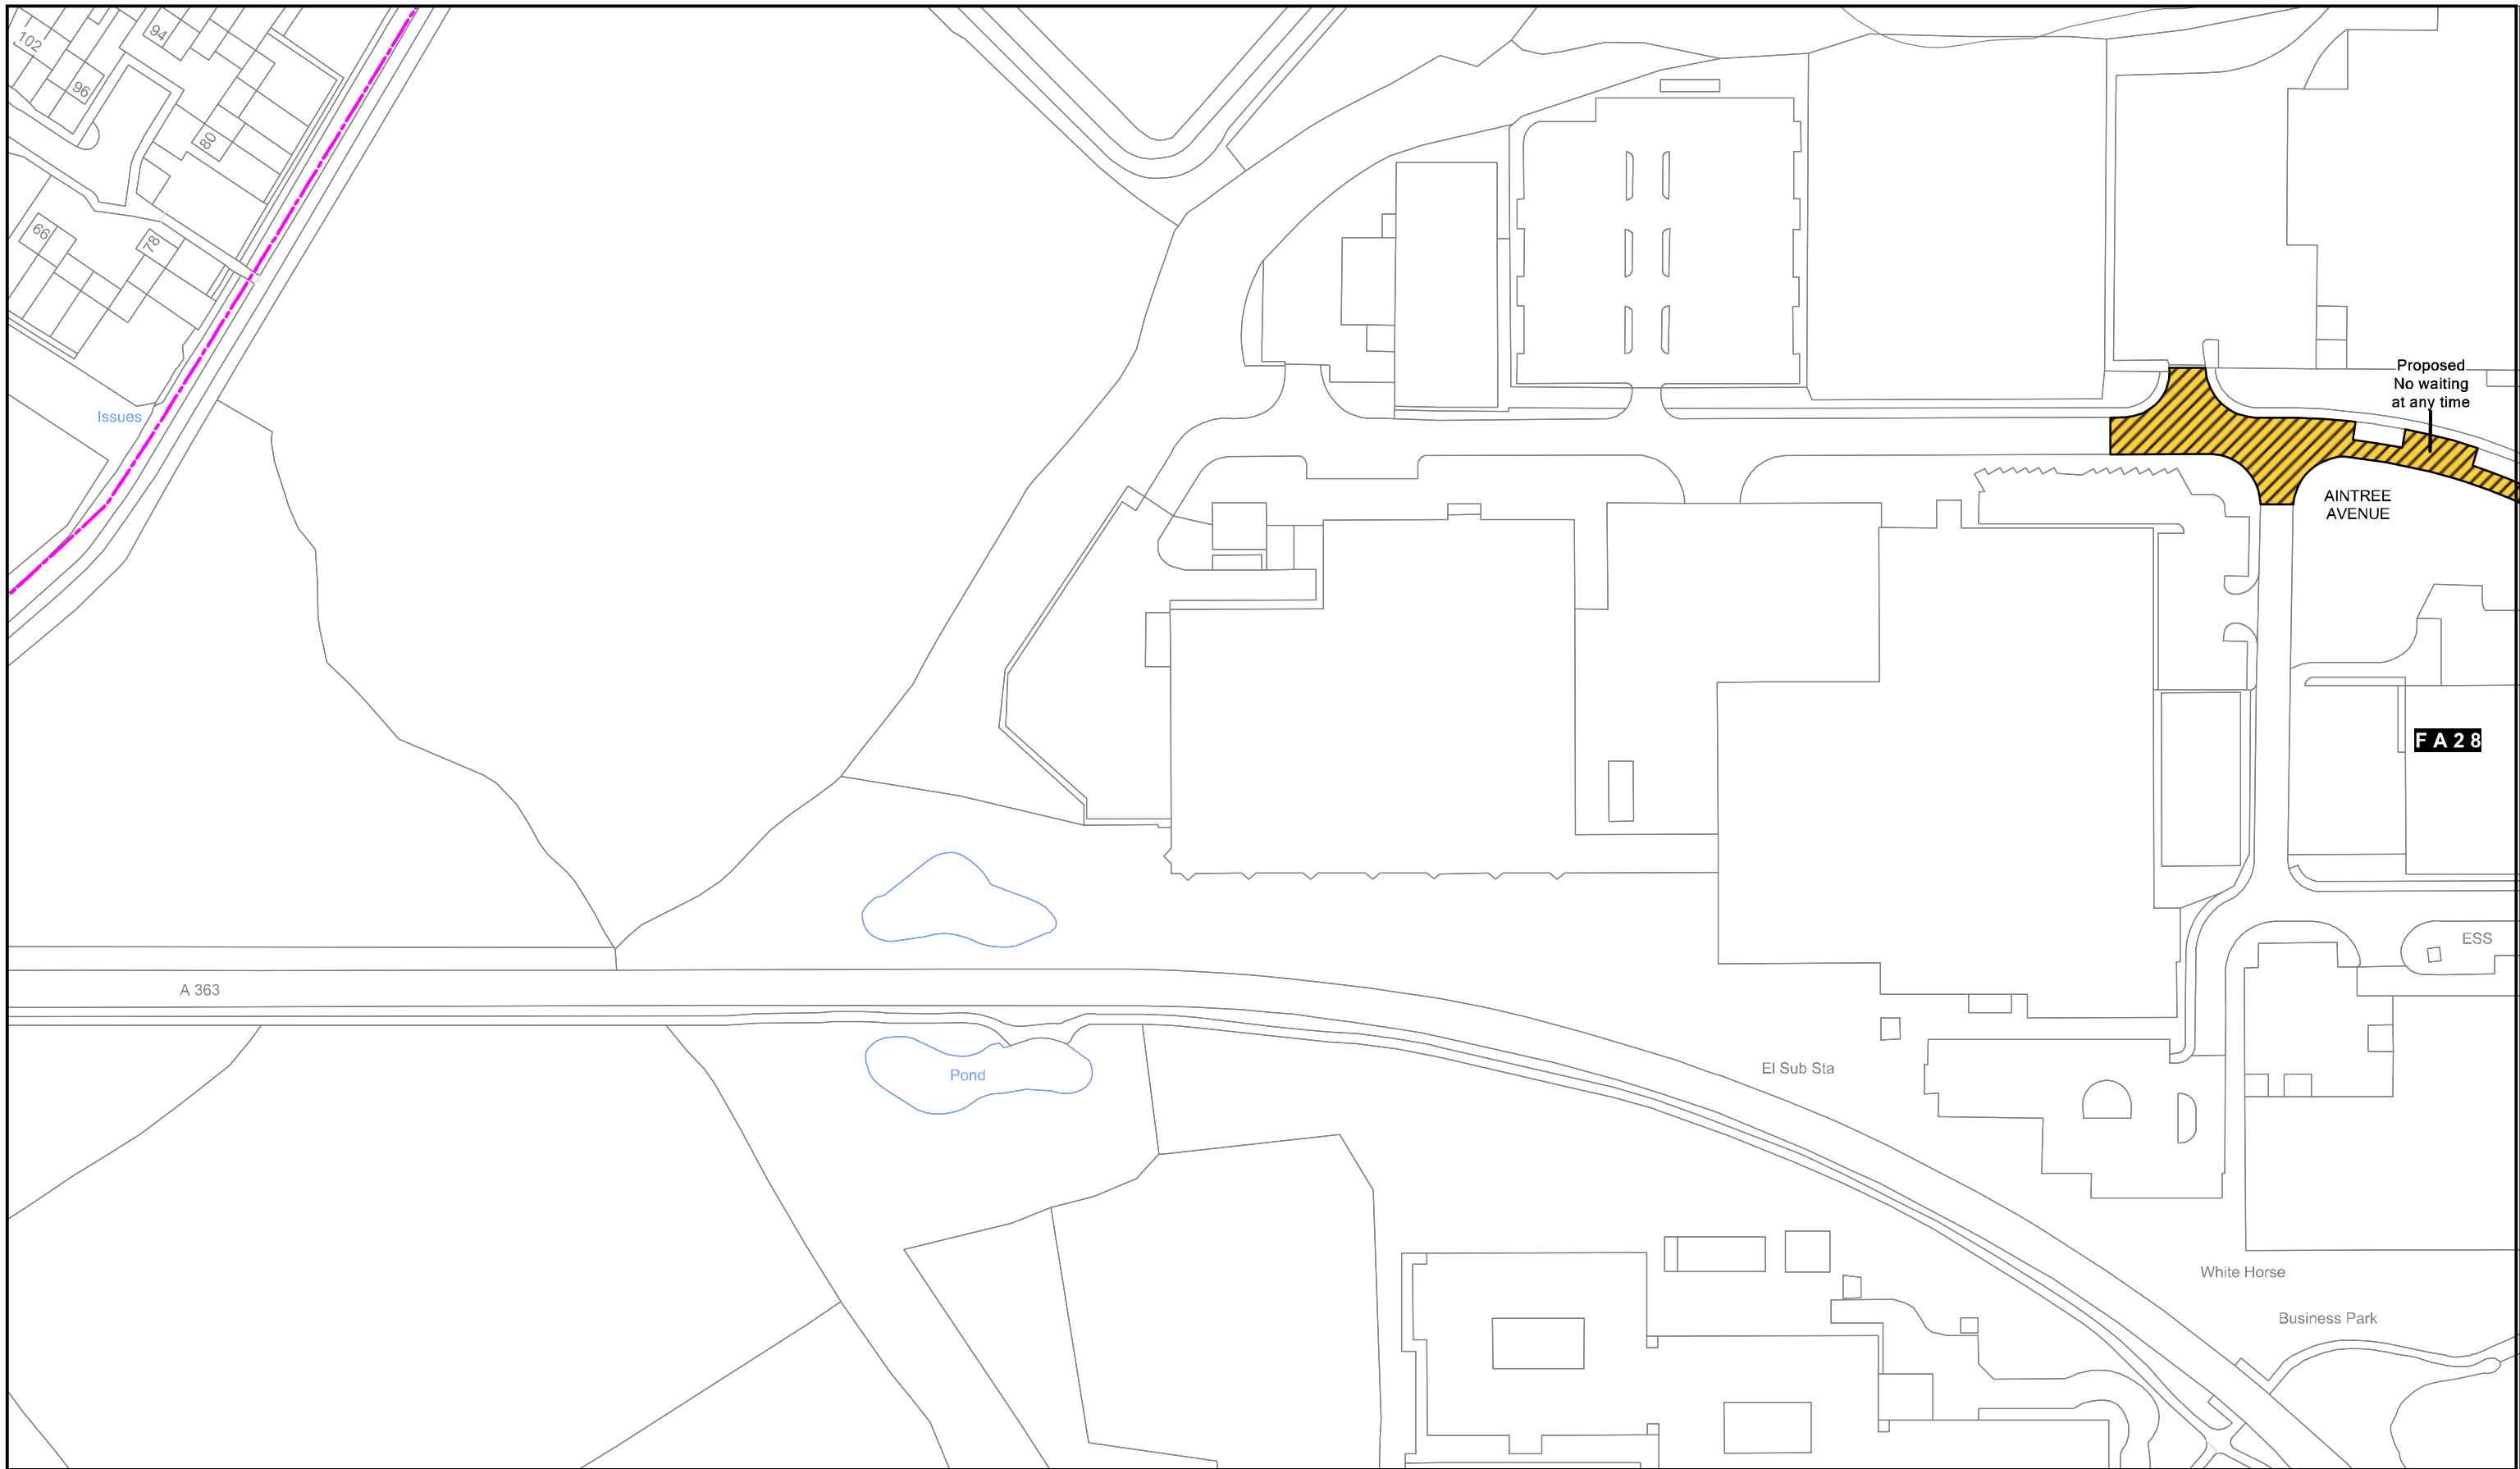 102
94
96
80
66
78
Issues
Proposed
No waiting
at any time
AINTREE
AVENUE
FA28
ESS
A 363
Pond
El Sub Sta
White Horse
Business Park